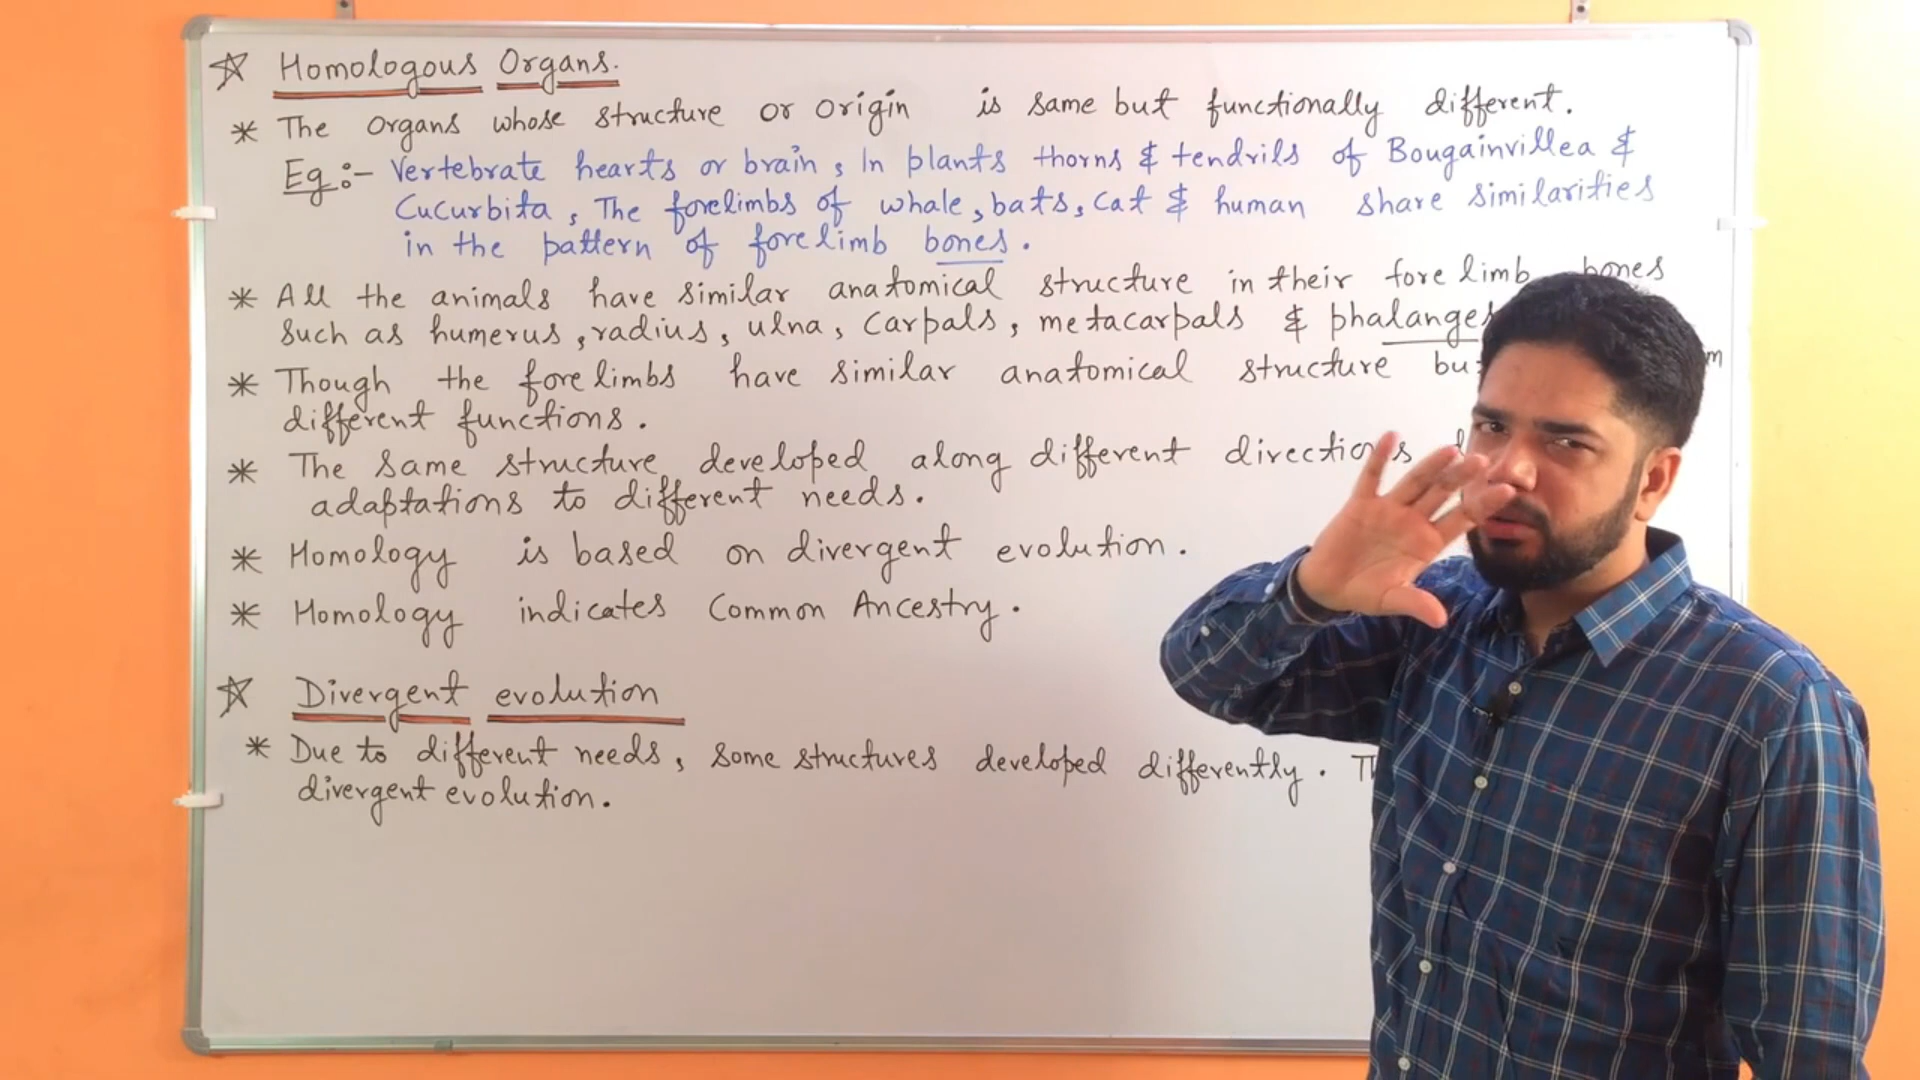 ☆ Homologous Organs.
* The Organs whose structure or origin is same but functionally different.
Eg:- Vertebrate hearts or brain, In plants thorns & tendrils of Bougainvillea &
Cucurbita, The forelimbs of whale, bats, cat & human share similarities
in the pattern of forelimb bones.
* All the animals have similar anatomical structure in their fore limb bones
such as humerus, radius, ulna, carpals, metacarpals & phalanges
* Though the forelimbs have similar anatomical structure
different functions.
* The same structure developed along different directions
adaptations to different needs.
* Homology is based on divergent evolution.
* Homology indicates Common Ancestry.
☆ Divergent evolution
* Due to different needs, some structures developed differently.
divergent evolution.